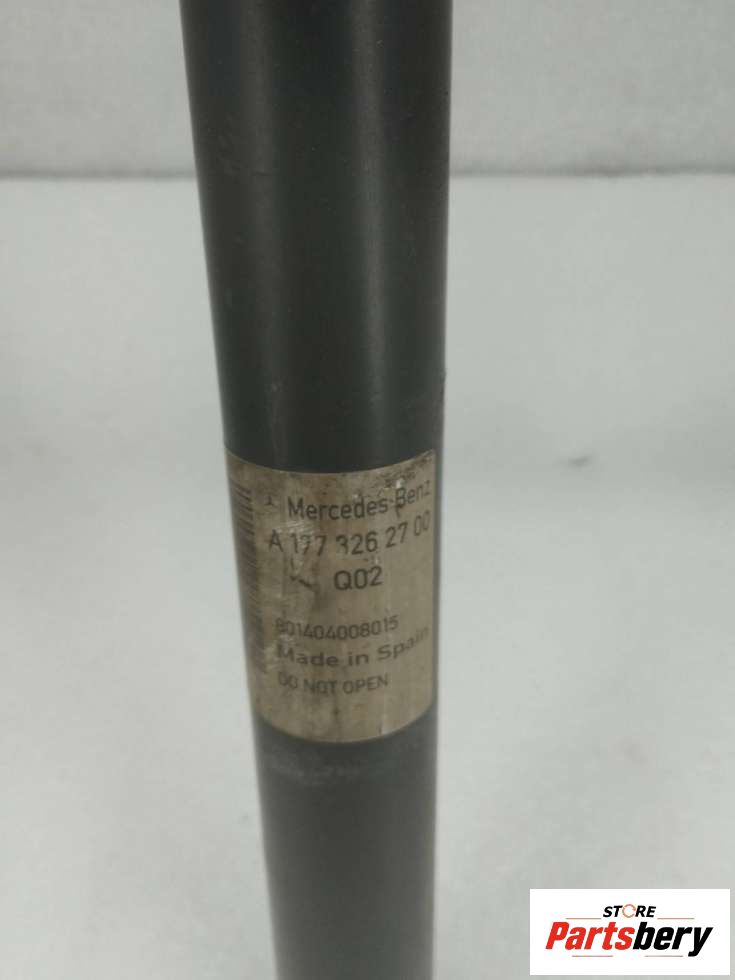 Mercedes-Benz
A 177 326 27 00
Q02
801404008015
Made in Spain
DO NOT OPEN
STORE
Partsbery